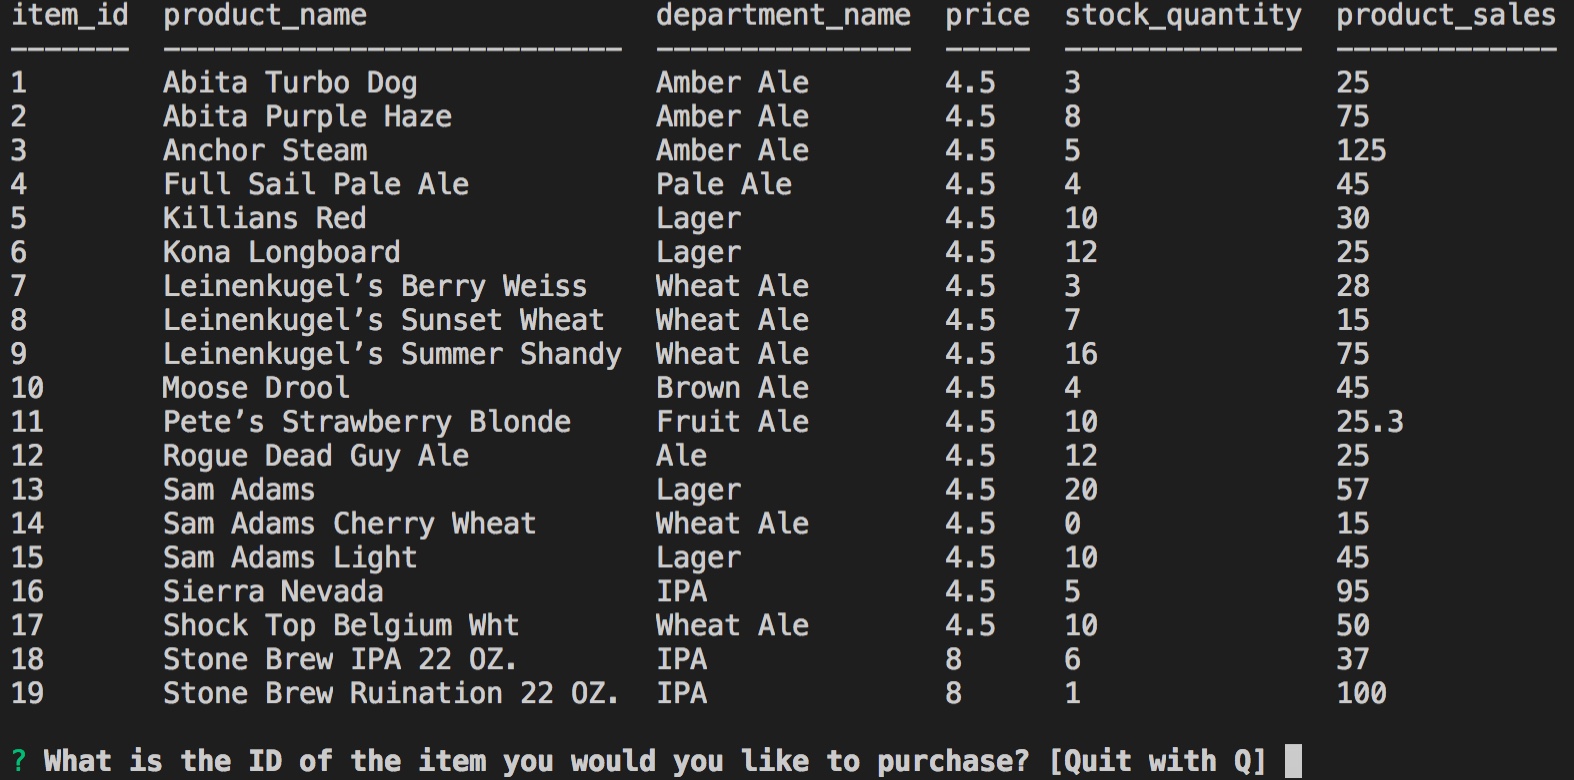 item_id  product_name                 department_name  price  stock_quantity  product_sales
-------  ---------------------------  ---------------  -----  --------------  -------------
1        Abita Turbo Dog              Amber Ale        4.5    3               25
2        Abita Purple Haze            Amber Ale        4.5    8               75
3        Anchor Steam                 Amber Ale        4.5    5               125
4        Full Sail Pale Ale           Pale Ale         4.5    4               45
5        Killians Red                 Lager            4.5    10              30
6        Kona Longboard               Lager            4.5    12              25
7        Leinenkugel’s Berry Weiss    Wheat Ale        4.5    3               28
8        Leinenkugel’s Sunset Wheat   Wheat Ale        4.5    7               15
9        Leinenkugel’s Summer Shandy  Wheat Ale        4.5    16              75
10       Moose Drool                  Brown Ale        4.5    4               45
11       Pete’s Strawberry Blonde     Fruit Ale        4.5    10              25.3
12       Rogue Dead Guy Ale           Ale              4.5    12              25
13       Sam Adams                    Lager            4.5    20              57
14       Sam Adams Cherry Wheat       Wheat Ale        4.5    0               15
15       Sam Adams Light              Lager            4.5    10              45
16       Sierra Nevada                IPA              4.5    5               95
17       Shock Top Belgium Wht        Wheat Ale        4.5    10              50
18       Stone Brew IPA 22 OZ.        IPA              8      6               37
19       Stone Brew Ruination 22 OZ.  IPA              8      1               100
? What is the ID of the item you would you like to purchase? [Quit with Q]